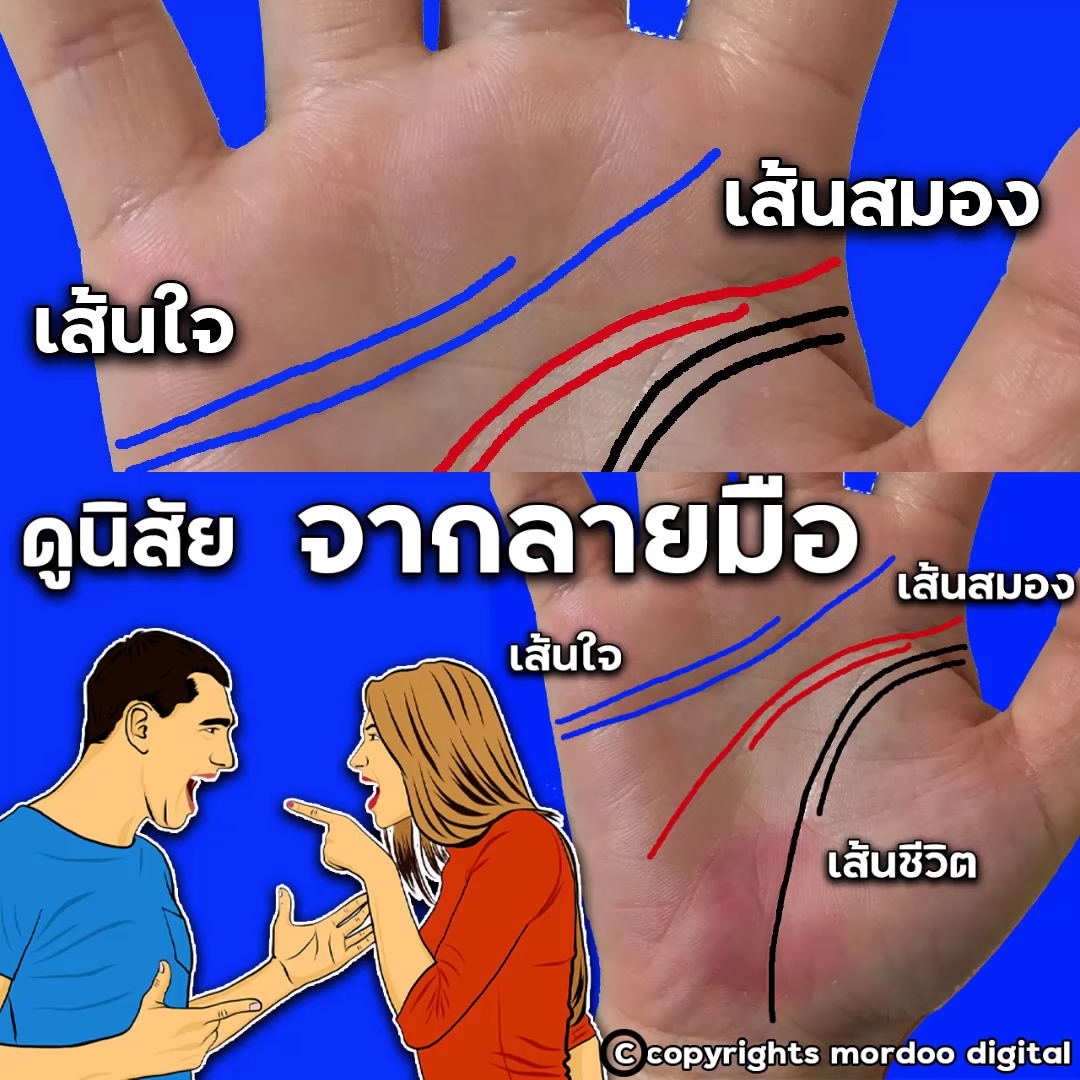 เส้นสมอง
เส้นใจ
ดูนิสัย จากลายมือ
เส้นสมอง
เส้นใจ
เส้นชีวิต
©copyrights mordoo digital